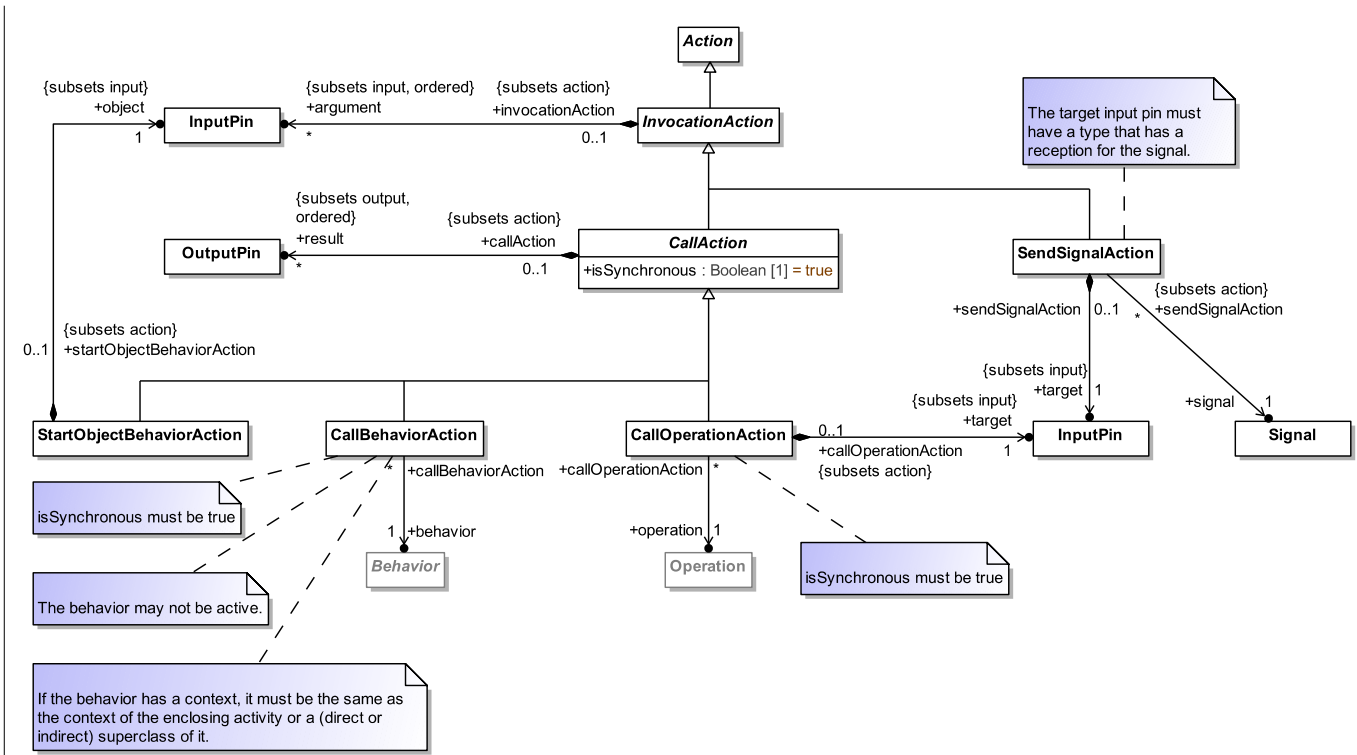 Action
{subsets input}
+object
1
InputPin
{subsets input, ordered}
+argument
*
{subsets action}
+invocationAction
0..1
InvocationAction
The target input pin must
have a type that has a
reception for the signal.
{subsets output,
ordered}
+result
*
OutputPin
{subsets action}
+callAction
0..1
CallAction
+isSynchronous : Boolean [1] = true
SendSignalAction
+sendSignalAction
0..1
{subsets action}
+sendSignalAction
*
{subsets action}
0..1
+startObjectBehaviorAction
{subsets input}
+target
1
+signal
1
StartObjectBehaviorAction
CallBehaviorAction
CallOperationAction
{subsets input}
+target
1
0..1
+callOperationAction
{subsets action}
InputPin
Signal
*
+callBehaviorAction
+callOperationAction
*
isSynchronous must be true
1
+behavior
+operation
1
Behavior
Operation
isSynchronous must be true
The behavior may not be active.
If the behavior has a context, it must be the same as
the context of the enclosing activity or a (direct or
indirect) superclass of it.